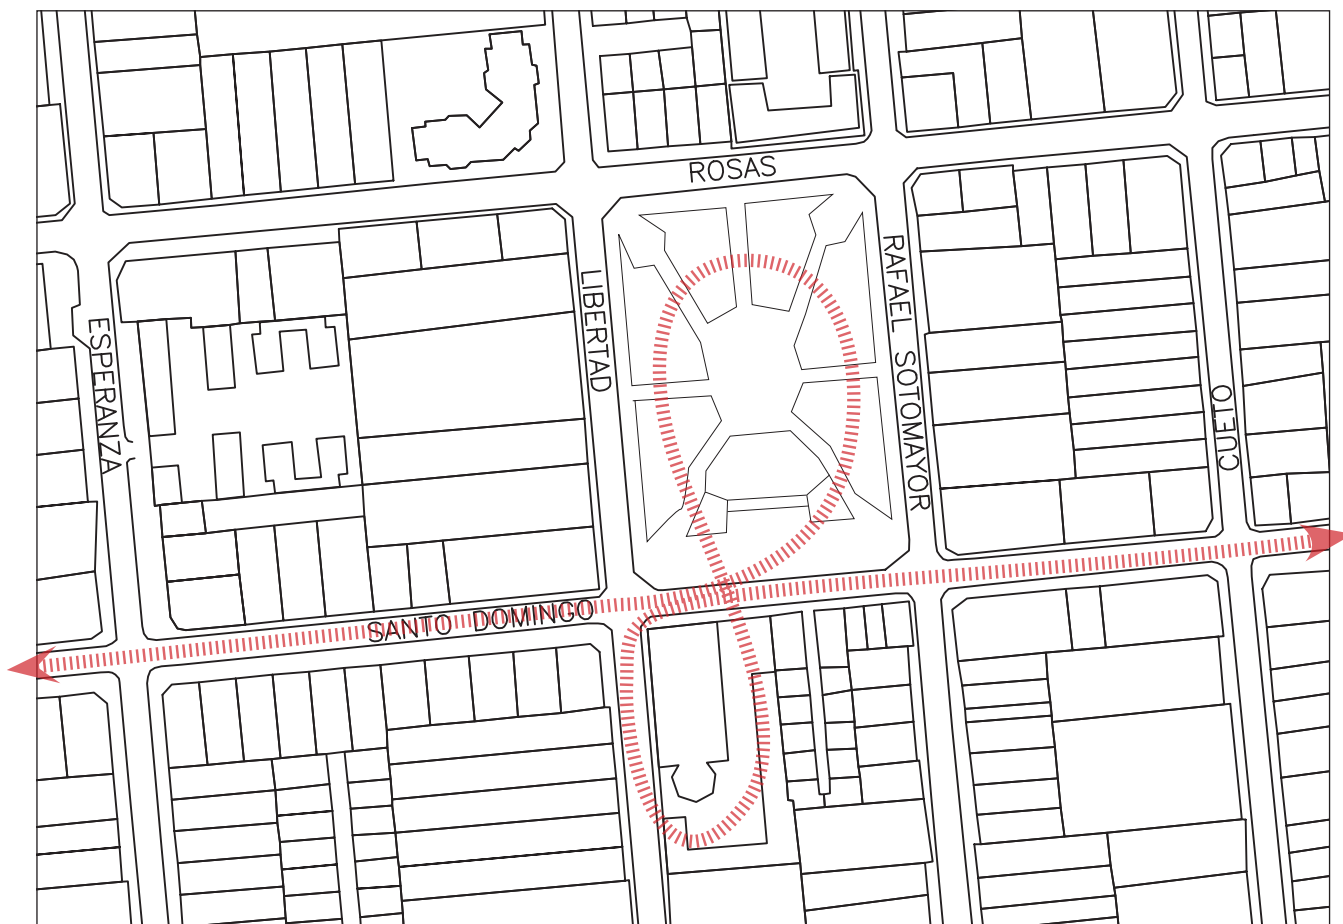 ROSAS
LIBERTAD
RAFAEL SOTOMAYOR
ESPERANZA
CUETO
SANTO DOMINGO